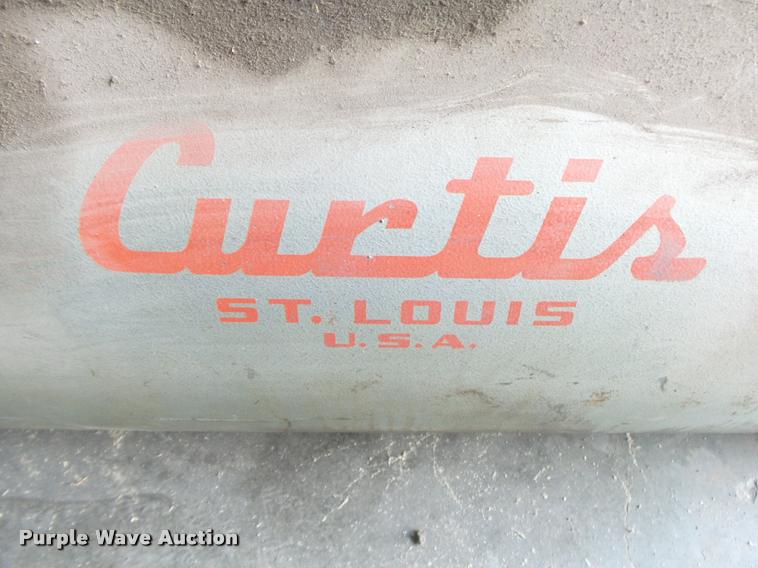 Curtis
ST. LOUIS
U.S.A.
Purple Wave Auction